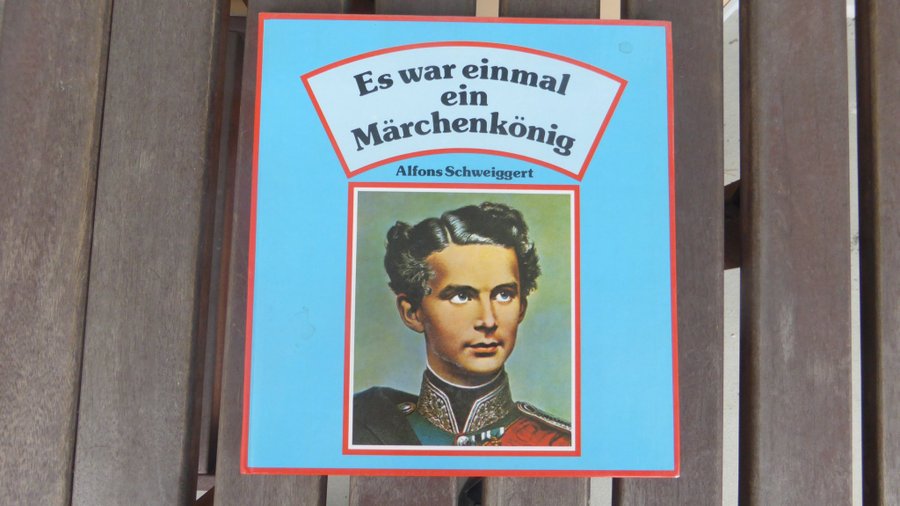 Es war einmal
ein
Märchenkönig
Alfons Schweiggert